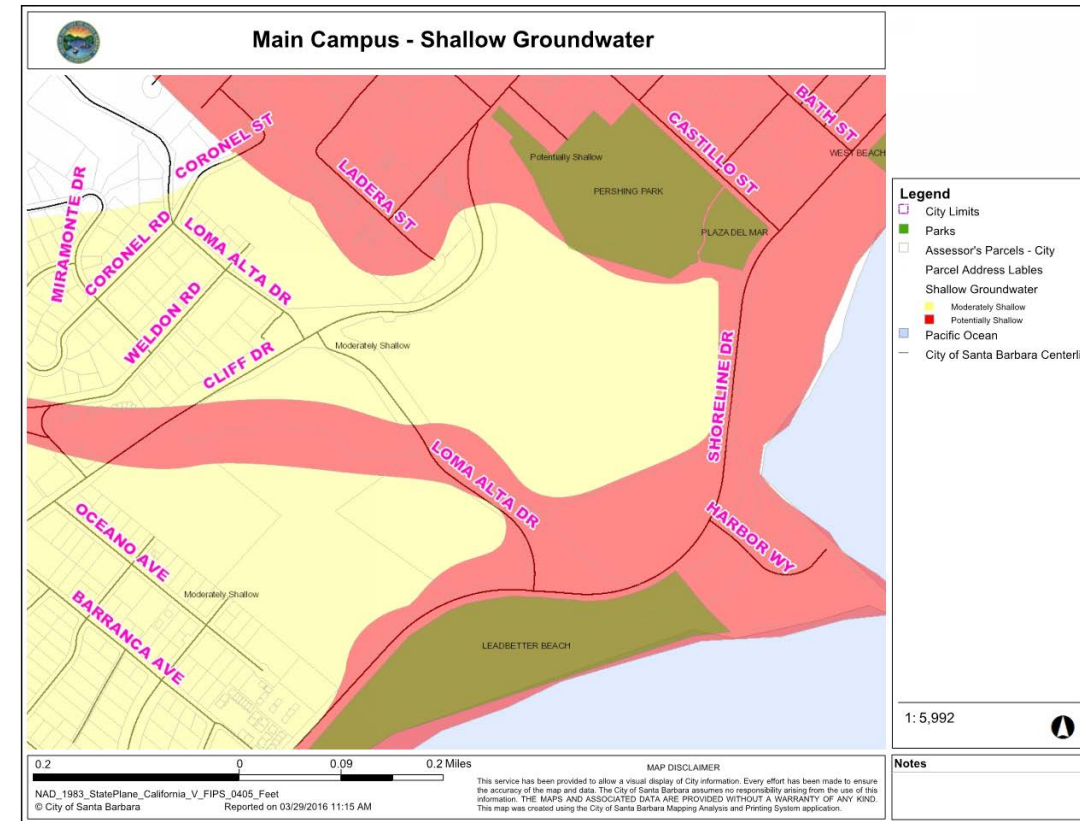 Main Campus - Shallow Groundwater
BATH ST
CORONEL ST
CASTILLO ST
Potentially Shallow
WEST BEACH
LADERA ST
MIRAMONTE DR
PERSHING PARK
CORONEL RD
LOMA ALTA DR
PLAZA DEL MAR
WELDON RD
Moderately Shallow
CLIFF DR
SHORELINE DR
LOMA ALTA DR
OCEANO AVE
HARBOR WY
Moderately Shallow
BARRANCA AVE
LEADBETTER BEACH
Legend
City Limits
Parks
Assessor's Parcels - City
Parcel Address Lables
Shallow Groundwater
Moderately Shallow
Potentially Shallow
Pacific Ocean
City of Santa Barbara Centerli
1: 5,992
0.2 0 0.09 0.2 Miles
NAD_1983_StatePlane_California_V_FIPS_0405_Feet
© City of Santa Barbara Reported on 03/29/2016 11:15 AM
MAP DISCLAIMER
This service has been provided to allow a visual display of City information. Every effort has been made to ensure
the accuracy of the map and data. The City of Santa Barbara assumes no responsibility arising from the use of this
information. THE MAPS AND ASSOCIATED DATA ARE PROVIDED WITHOUT A WARRANTY OF ANY KIND.
This map was created using the City of Santa Barbara Mapping Analysis and Printing System application.
Notes